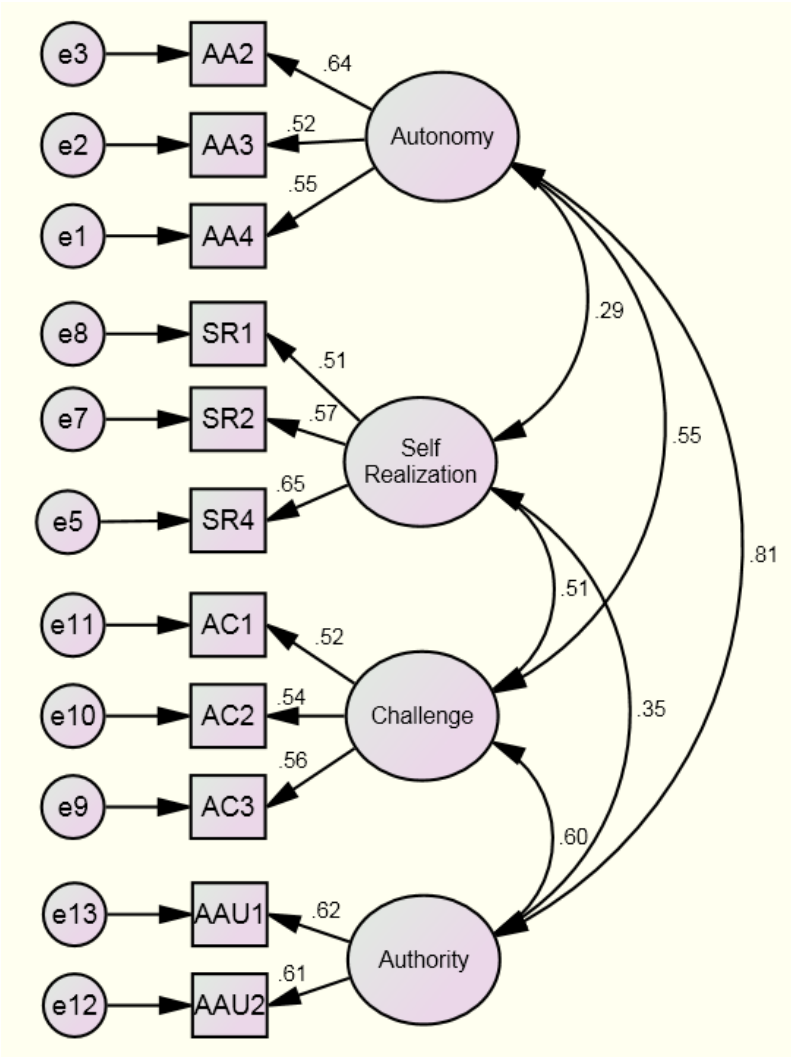 e3
AA2
.64
e2
AA3
.52
Autonomy
e1
AA4
.55
.29
e8
SR1
.51
e7
SR2
.57
Self
Realization
.55
e5
SR4
.65
.81
.51
e11
AC1
.52
e10
AC2
.54
Challenge
.35
e9
AC3
.56
.60
e13
AAU1
.62
Authority
e12
AAU2
.61